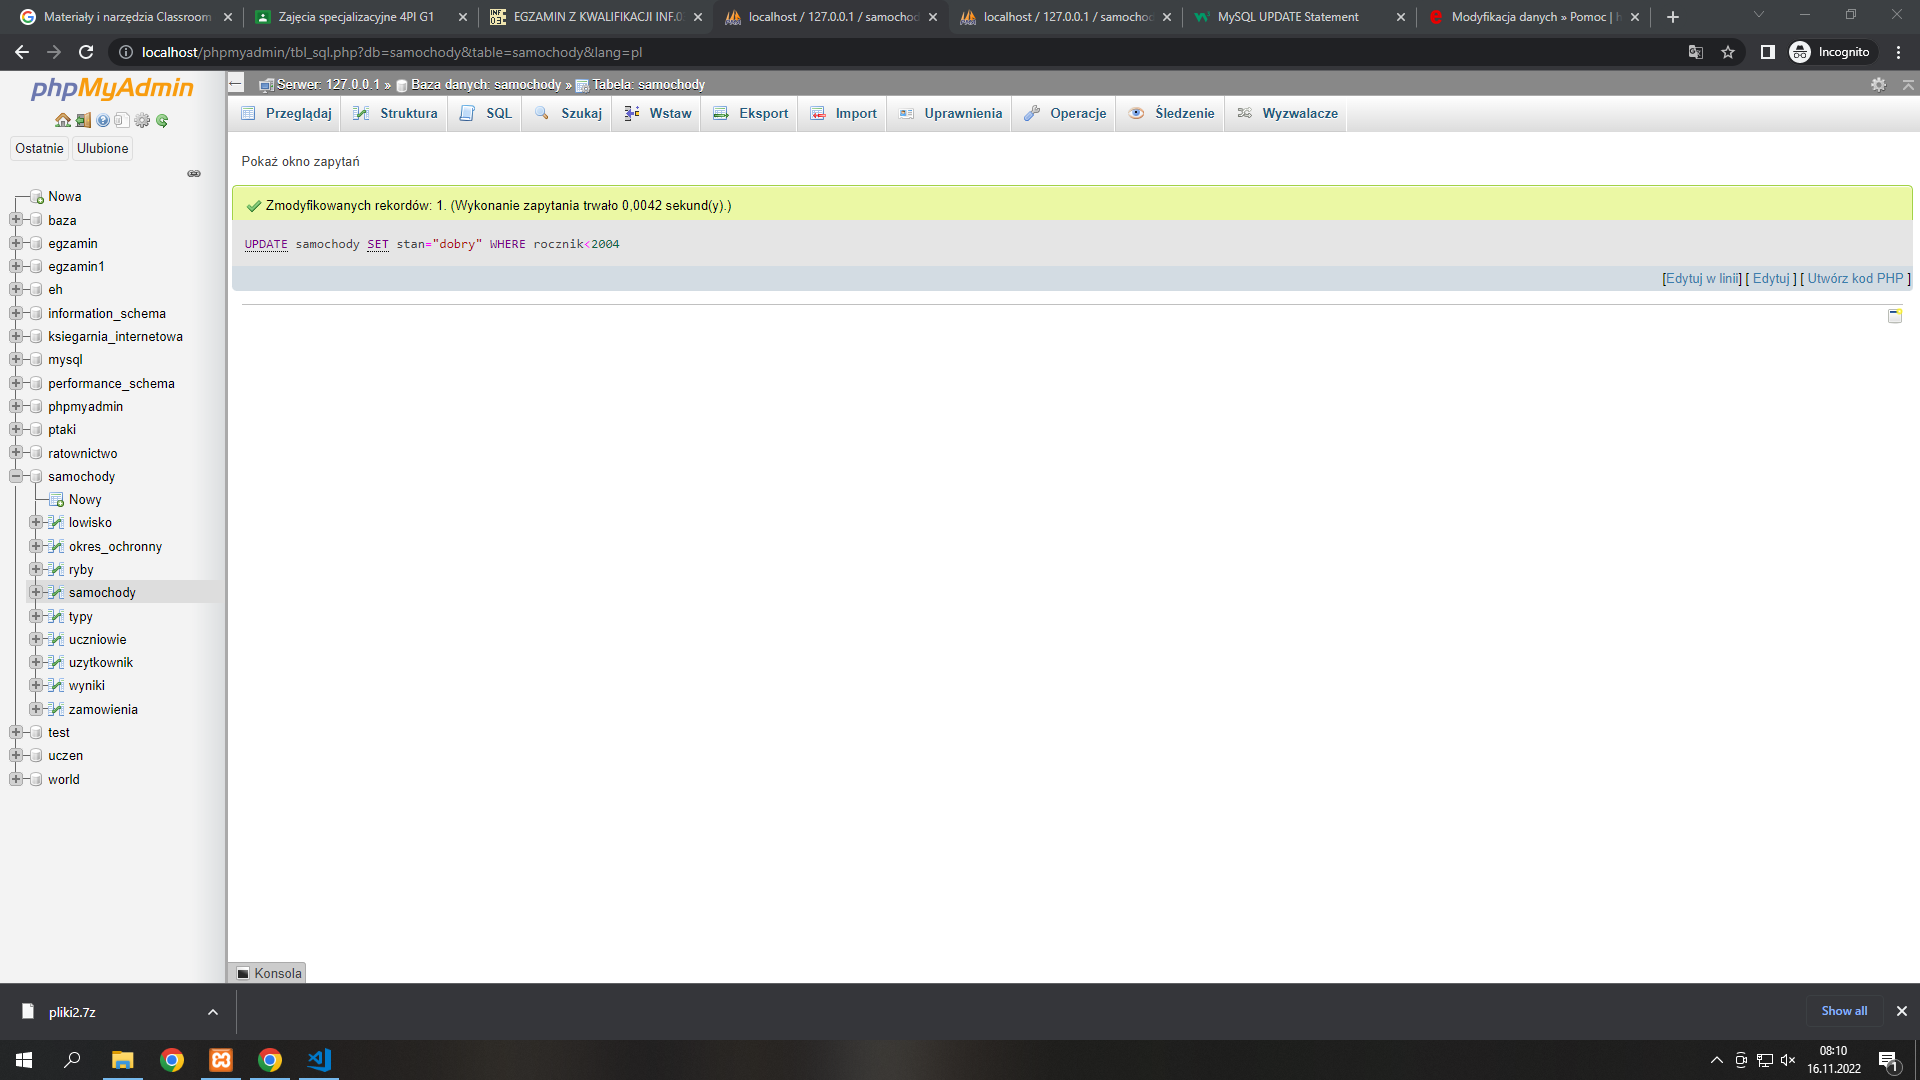 Materiały i narzędzia Classroom
Zajęcia specjalizacyjne 4PI G1
EGZAMIN Z KWALIFIKACJI INF.0
localhost / 127.0.0.1 / samochod
localhost / 127.0.0.1 / samochod
MySQL UPDATE Statement
Modyfikacja danych » Pomoc | h
localhost/phpmyadmin/tbl_sql.php?db=samochody&table=samochody&lang=pl
Incognito
phpMyAdmin
Serwer: 127.0.0.1 » Baza danych: samochody » Tabela: samochody
Przeglądaj Struktura SQL Szukaj Wstaw Eksport Import Uprawnienia Operacje Śledzenie Wyzwalacze
Ostatnie Ulubione
Nowa
baza
egzamin
egzamin1
eh
information_schema
ksiegarnia_internetowa
mysql
performance_schema
phpmyadmin
ptaki
ratownictwo
samochody
Nowy
lowisko
okres_ochronny
ryby
samochody
typy
uczniowie
uzytkownik
wyniki
zamowienia
test
uczen
world
Pokaż okno zapytań
Zmodyfikowanych rekordów: 1. (Wykonanie zapytania trwało 0,0042 sekund(y).)
UPDATE samochody SET stan="dobry" WHERE rocznik<2004
[Edytuj w linii] [ Edytuj ] [ Utwórz kod PHP ]
Konsola
pliki2.7z
Show all
08:10
16.11.2022
1